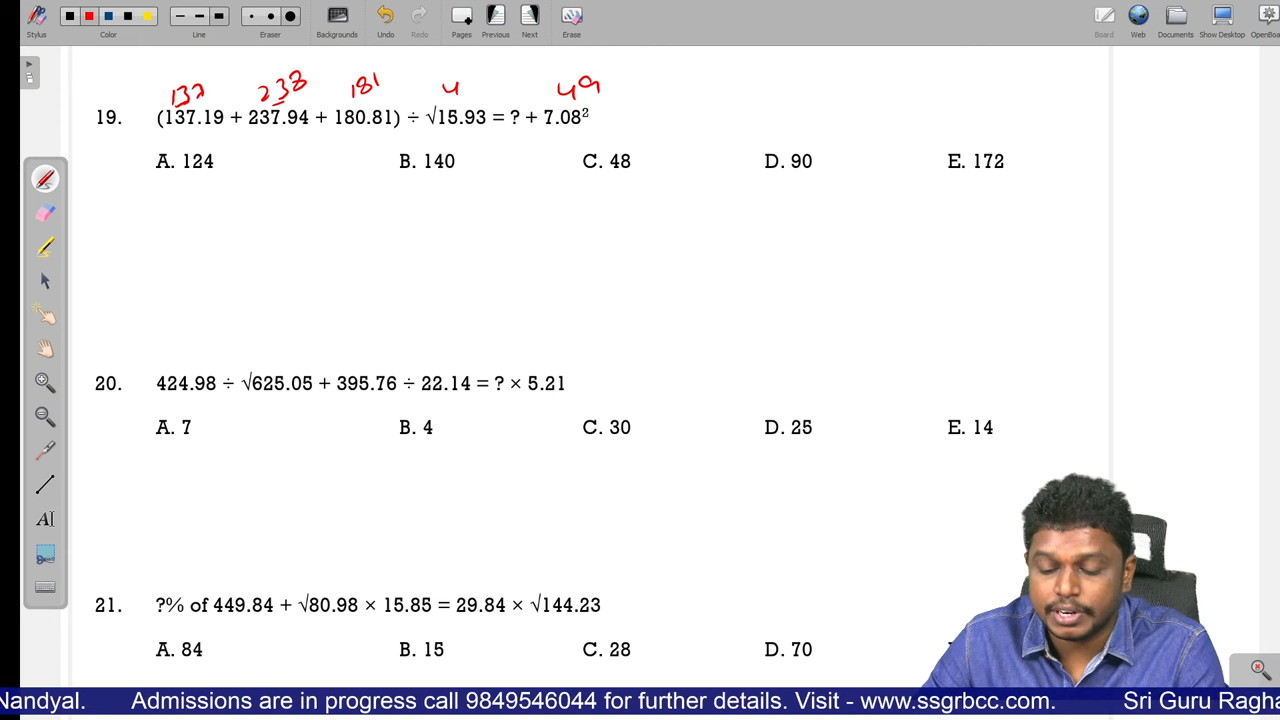 Stylus Color Line Eraser Backgrounds Undo Redo Pages Previous Next Erase Board Web Documents Show Desktop OpenBoa
137 238 181 4 49
19. (137.19 + 237.94 + 180.81) ÷ √15.93 = ? + 7.08²
A. 124 B. 140 C. 48 D. 90 E. 172
20. 424.98 ÷ √625.05 + 395.76 ÷ 22.14 = ? × 5.21
A. 7 B. 4 C. 30 D. 25 E. 14
21. ?% of 449.84 + √80.98 × 15.85 = 29.84 × √144.23
A. 84 B. 15 C. 28 D. 70
Nandyal. Admissions are in progress call 9849546044 for further details. Visit - www.ssgrbcc.com. Sri Guru Ragha